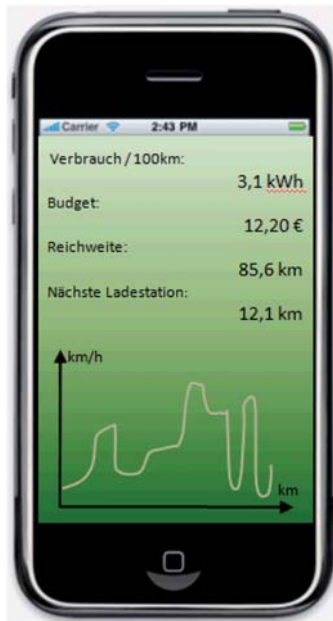 Carrier 2:43 PM
Verbrauch / 100km:
3,1 kWh
Budget:
12,20 €
Reichweite:
85,6 km
Nächste Ladestation:
12,1 km
km/h
km